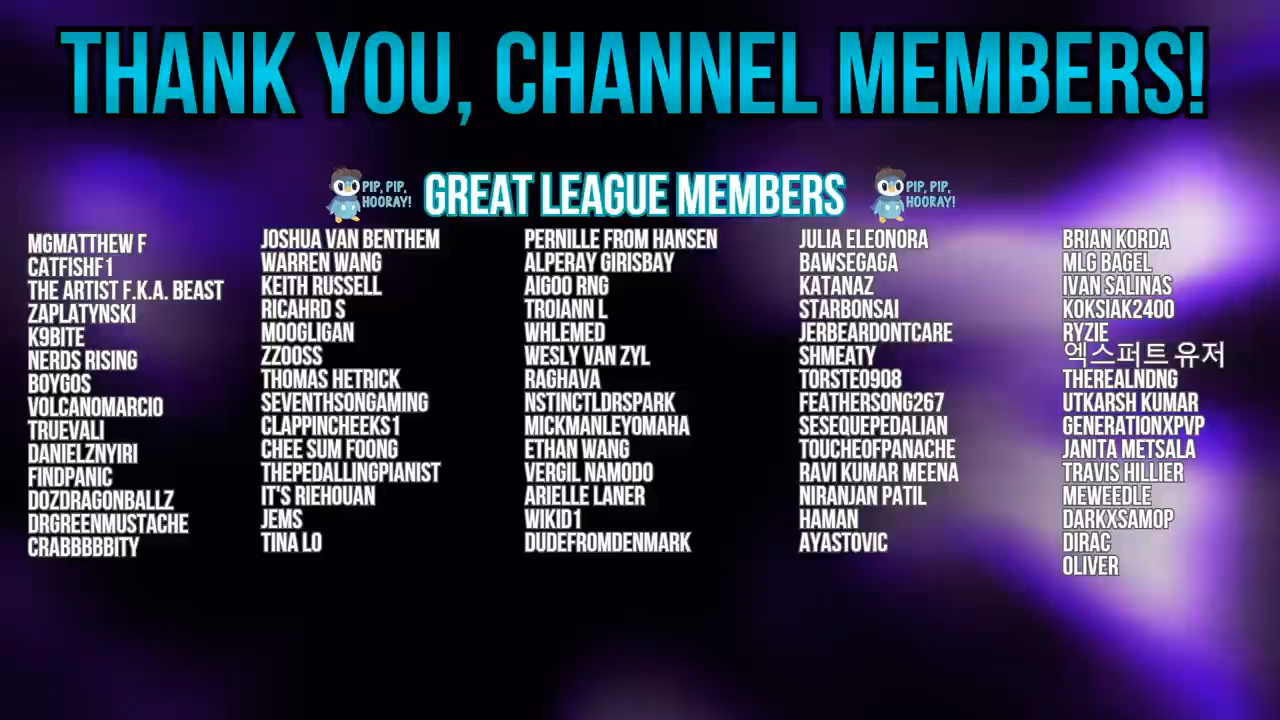 THANK YOU, CHANNEL MEMBERS!
PIP, PIP,
HOORAY!
GREAT LEAGUE MEMBERS
PIP, PIP,
HOORAY!
MGMATTHEW F
CATFISHF1
THE ARTIST F.K.A. BEAST
ZAPLATYNSKI
K9BITE
NERDS RISING
BOYGOS
VOLCANOMARCIO
TRUEVALI
DANIELZNYIRI
FINDPANIC
DOZDRAGONBALLZ
DRGREENMUSTACHE
CRABBBBBITY
JOSHUA VAN BENTHEM
WARREN WANG
KEITH RUSSELL
RICAHRD S
MOOGLIGAN
ZZOOSS
THOMAS HETRICK
SEVENTHSONGAMING
CLAPPINCHEEKS1
CHEE SUM FOONG
THEPEDALLINGPIANIST
IT'S RIEHOUAN
JEMS
TINA LO
PERNILLE FROM HANSEN
ALPERAY GIRISBAY
AIGOO RNG
TROIANN L
WHLEMED
WESLY VAN ZYL
RAGHAVA
NSTINCTLDRSPARK
MICKMANLEYOMAHA
ETHAN WANG
VERGIL NAMODO
ARIELLE LANER
WIKID1
DUDEFROMDENMARK
JULIA ELEONORA
BAWSEGAGA
KATANAZ
STARBONSAI
JERBEARDONTCARE
SHMEATY
TORSTE0908
FEATHERSONG267
SESEQUEPEDALIAN
TOUCHEOFPANACHE
RAVI KUMAR MEENA
NIRANJAN PATIL
HAMAN
AYASTOVIC
BRIAN KORDA
MLG BAGEL
IVAN SALINAS
KOKSIAK2400
RYZIE
엑스퍼트 유저
THEREALNDNG
UTKARSH KUMAR
GENERATIONXPVP
JANITA METSALA
TRAVIS HILLIER
MEWEEDLE
DARKXSAMOP
DIRAC
OLIVER